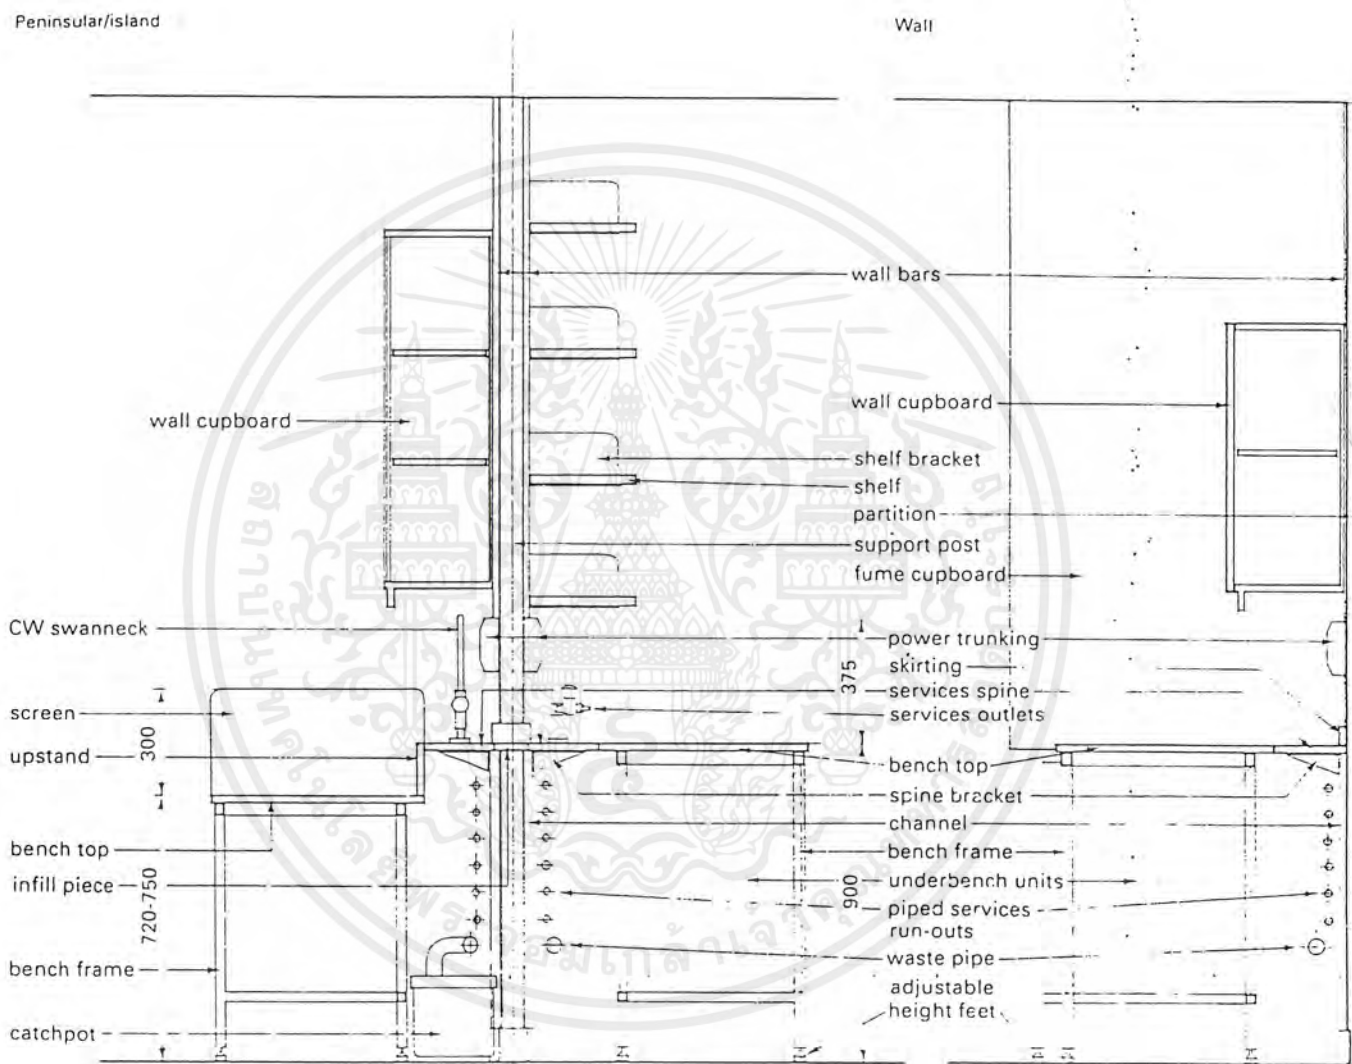 Peninsular/island
Wall
wall bars
wall cupboard
wall cupboard
shelf bracket
shelf
partition
support post
fume cupboard
CW swanneck
power trunking
skirting
375
services spine
screen
services outlets
300
upstand
bench top
spine bracket
channel
bench top
bench frame
infill piece
underbench units
720-750
900
piped services
run-outs
waste pipe
bench frame
adjustable
height feet
catchpot